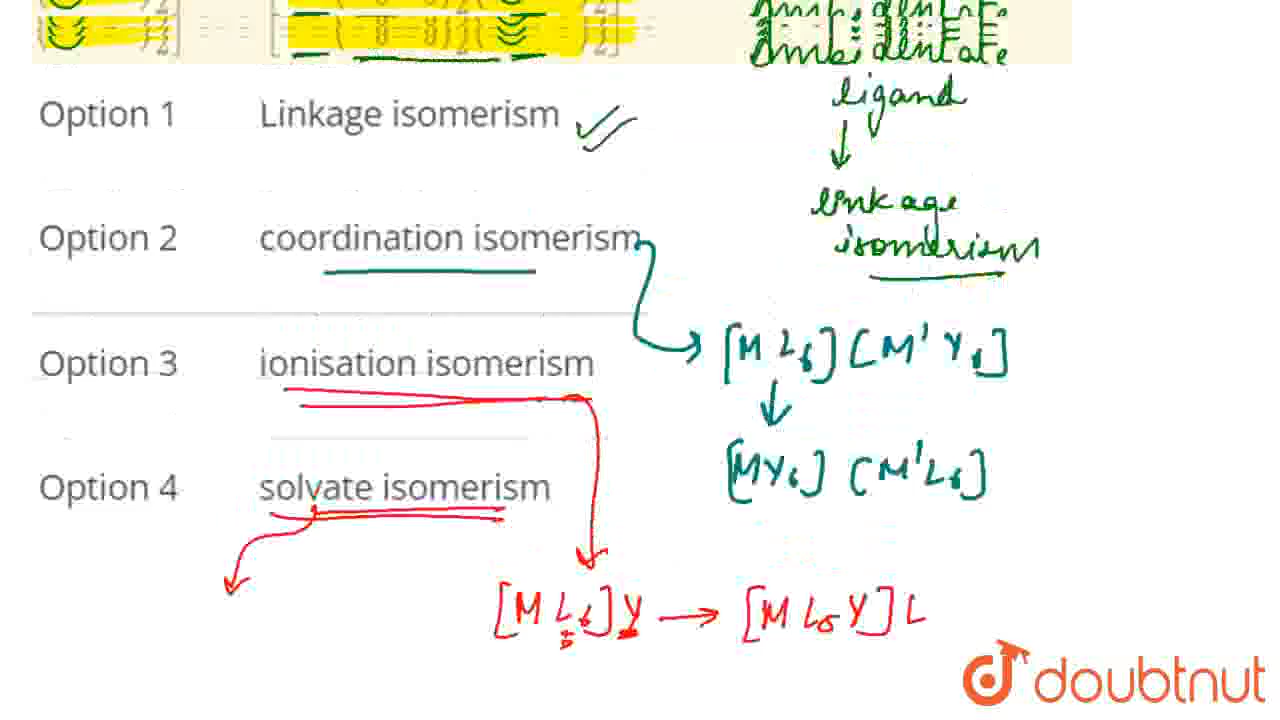 Ambidentate
ligand
↓
Option 1 Linkage isomerism
linkage
isomerism
Option 2 coordination isomerism
[M L6] [M' Y6]
↓
[MY6] [M'L6]
Option 3 ionisation isomerism
Option 4 solvate isomerism
[M L6]Y → [M L5 Y] L
doubtnut